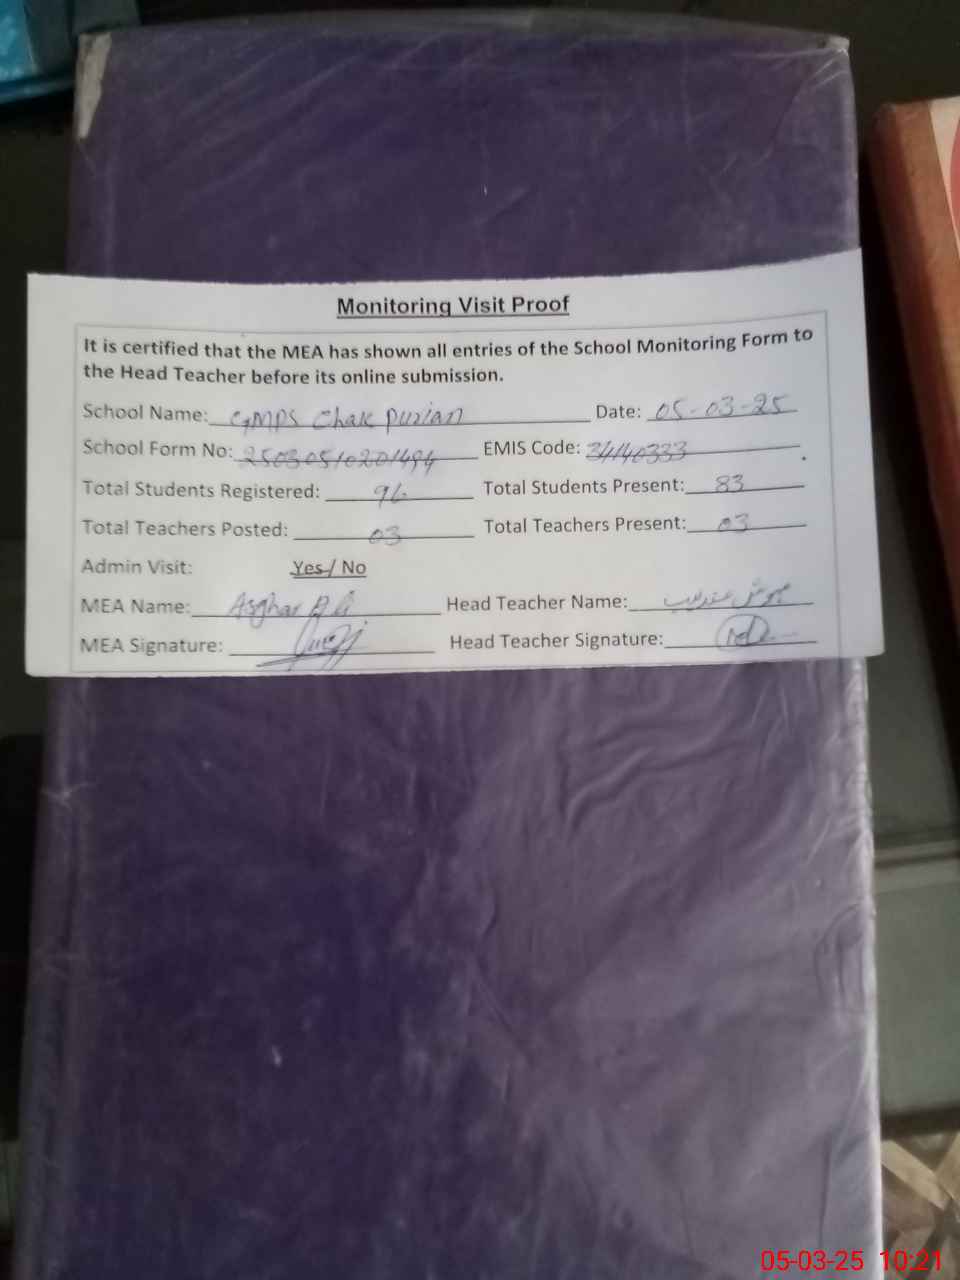 Monitoring Visit Proof
It is certified that the MEA has shown all entries of the School Monitoring Form to
the Head Teacher before its online submission.
School Name: GMPS Chak Purian Date: 05-03-25
School Form No: 25030510201494 EMIS Code: 34140333
Total Students Registered: Total Students Present: 83
Total Teachers Posted: 03 Total Teachers Present: 03
Admin Visit: Yes / No
MEA Name: Asghar Ali Head Teacher Name:
MEA Signature: Head Teacher Signature:
05-03-25 10:21